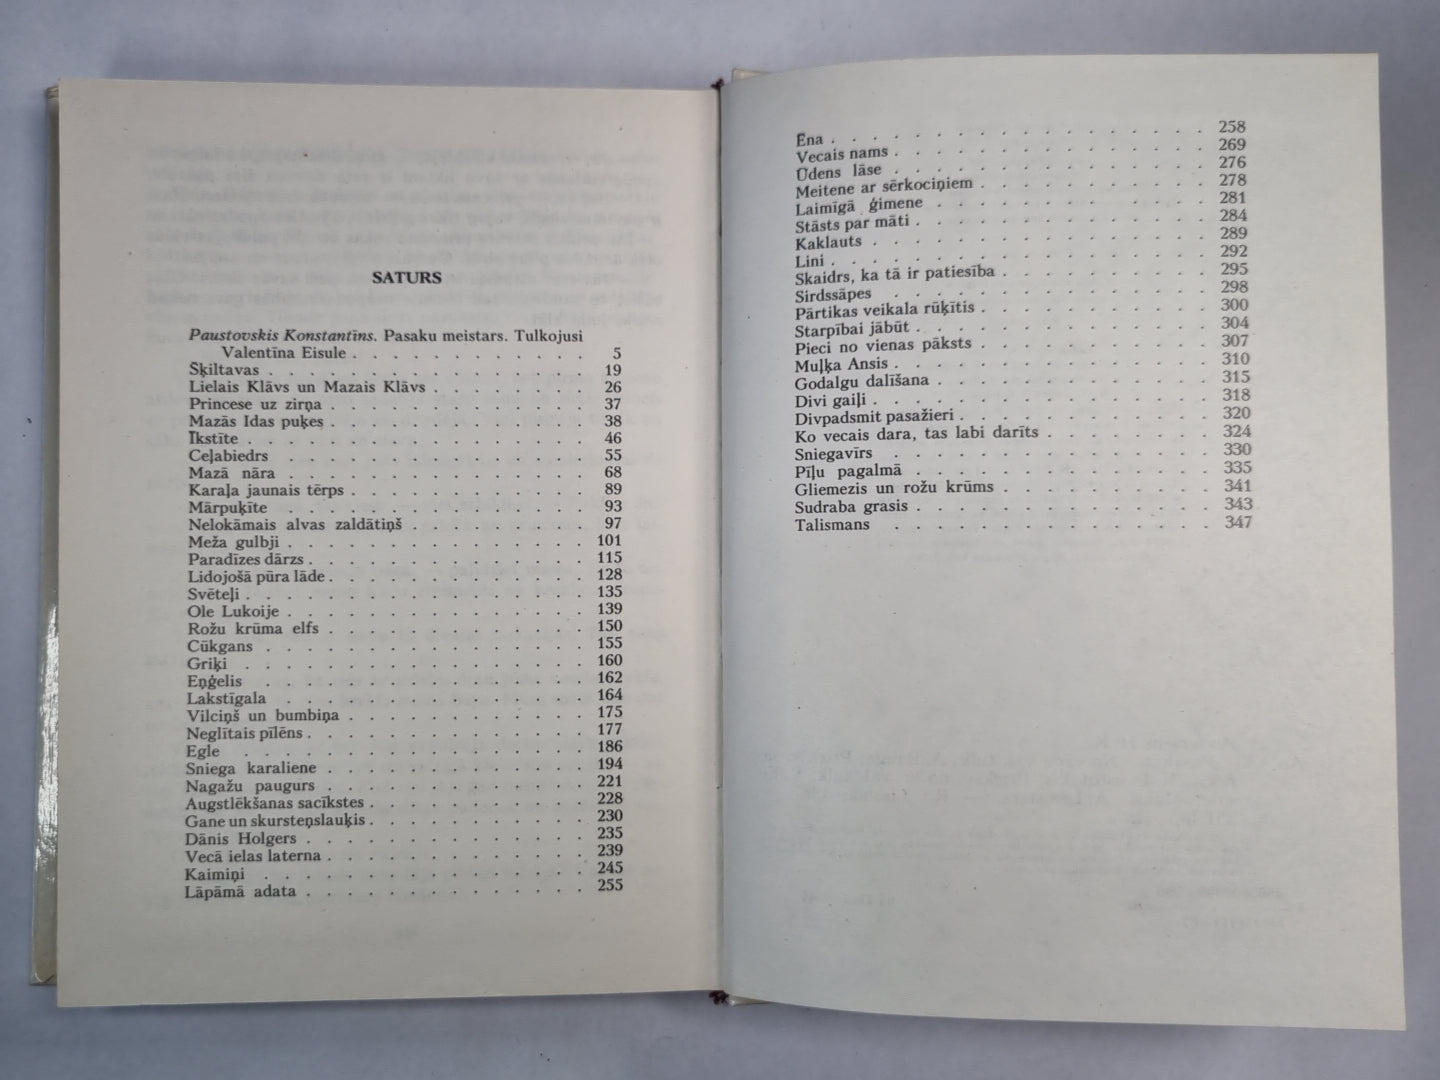 SATURS
Paustovskis Konstantīns. Pasaku meistars. Tulkojusi
Valentīna Eisule . . . . . . . . . . . . 5
Šķiltavas . . . . . . . . . . . . . . . . 19
Lielais Klāvs un Mazais Klāvs . . . . . . . . 26
Princese uz zirņa . . . . . . . . . . . . . 37
Mazās Idas puķes . . . . . . . . . . . . . 38
Īkstīte . . . . . . . . . . . . . . . . . 46
Ceļabiedrs . . . . . . . . . . . . . . . 55
Mazā nāra . . . . . . . . . . . . . . . 68
Karaļa jaunais tērps . . . . . . . . . . . . 89
Mārpuķīte . . . . . . . . . . . . . . . 93
Nelokāmais alvas zaldātiņš . . . . . . . . . 97
Meža gulbji . . . . . . . . . . . . . . . 101
Paradīzes dārzs . . . . . . . . . . . . . . 115
Lidojošā pūra lāde . . . . . . . . . . . . . 128
Svēteļi . . . . . . . . . . . . . . . . . 135
Ole Lukoije . . . . . . . . . . . . . . . 139
Rožu krūma elfs . . . . . . . . . . . . . 150
Cūkgans . . . . . . . . . . . . . . . . 155
Griķi . . . . . . . . . . . . . . . . . 160
Eņģelis . . . . . . . . . . . . . . . . 162
Lakstīgala . . . . . . . . . . . . . . . 164
Vilciņš un bumbiņa . . . . . . . . . . . . 175
Neglītais pīlēns . . . . . . . . . . . . . . 177
Egle . . . . . . . . . . . . . . . . . 186
Sniega karaliene . . . . . . . . . . . . . 194
Nagažu paugurs . . . . . . . . . . . . . 221
Augstlēkšanas sacīkstes . . . . . . . . . . . 228
Gane un skursteņslauķis . . . . . . . . . . . 230
Dānis Holgers . . . . . . . . . . . . . . 235
Vecā ielas laterna . . . . . . . . . . . . . 239
Kaimiņi . . . . . . . . . . . . . . . . 245
Lāpāmā adata . . . . . . . . . . . . . . 255
Ēna . . . . . . . . . . . . . . . . . . 258
Vecais nams . . . . . . . . . . . . . . . 269
Ūdens lāse . . . . . . . . . . . . . . . 276
Meitene ar sērkociņiem . . . . . . . . . . . 278
Laimīgā ģimene . . . . . . . . . . . . . 281
Stāsts par māti . . . . . . . . . . . . . . 284
Kaklauts . . . . . . . . . . . . . . . . 289
Lini . . . . . . . . . . . . . . . . . . 292
Skaidrs, ka tā ir patiesība . . . . . . . . . . 295
Sirdssāpes . . . . . . . . . . . . . . . 298
Pārtikas veikala rūķītis . . . . . . . . . . . 300
Starpībai jābūt . . . . . . . . . . . . . . 304
Pieci no vienas pāksts . . . . . . . . . . . 307
Muļķa Ansis . . . . . . . . . . . . . . . 310
Godalgu dalīšana . . . . . . . . . . . . . 315
Divi gaiļi . . . . . . . . . . . . . . . . 318
Divpadsmit pasažieri . . . . . . . . . . . . 320
Ko vecais dara, tas labi darīts . . . . . . . . 324
Sniegavīrs . . . . . . . . . . . . . . . 330
Pīļu pagalmā . . . . . . . . . . . . . . 335
Gliemezis un rožu krūms . . . . . . . . . . 341
Sudraba grasis . . . . . . . . . . . . . . 343
Talismans . . . . . . . . . . . . . . . 347